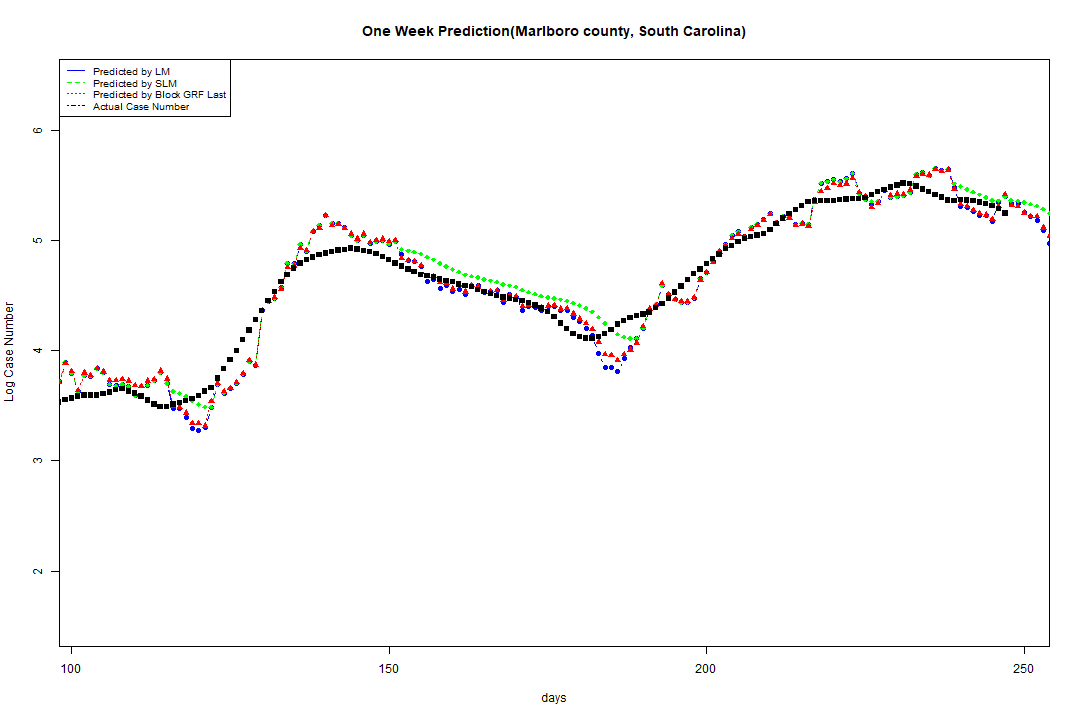 One Week Prediction(Marlboro county, South Carolina)
Predicted by LM
Predicted by SLM
Predicted by Block GRF Last
Actual Case Number
6
5
4
3
2
Log Case Number
100 150 200 250
days